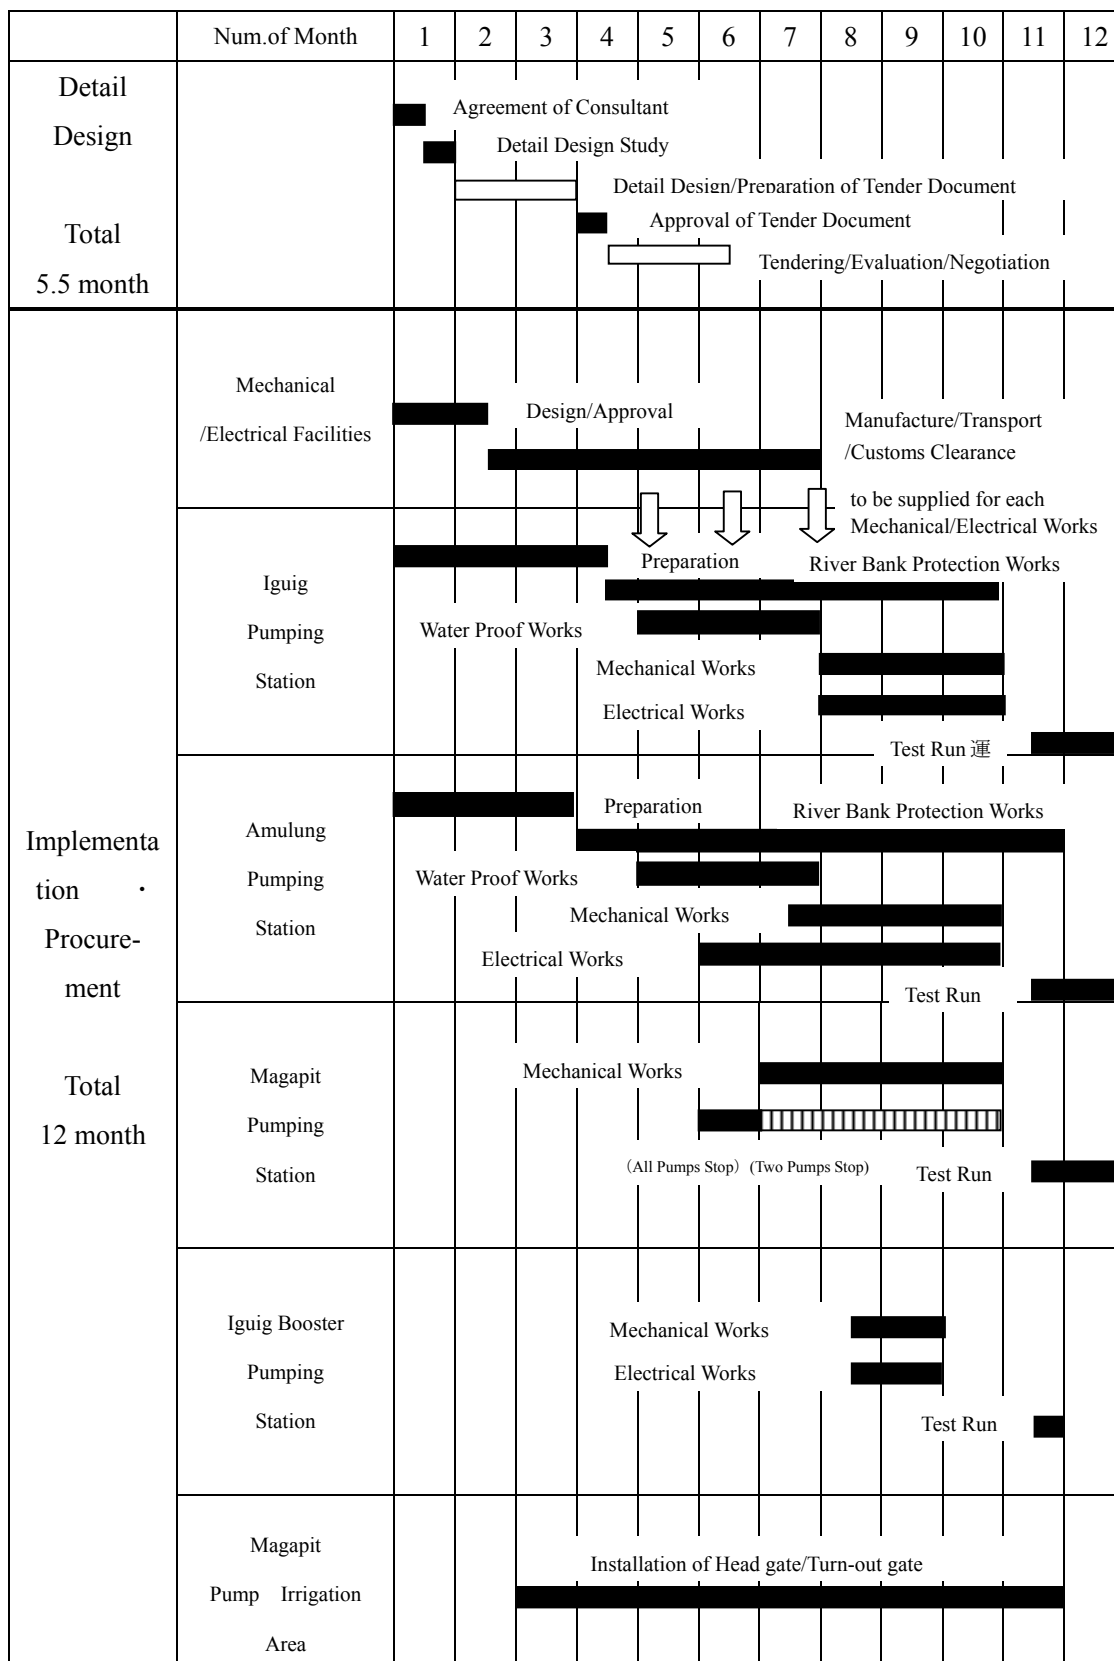 Num.of Month 1 2 3 4 5 6 7 8 9 10 11 12
Detail
Design
Total
5.5 month
Agreement of Consultant
Detail Design Study
Detail Design/Preparation of Tender Document
Approval of Tender Document
Tendering/Evaluation/Negotiation
Implementa
tion ・
Procure-
ment
Total
12 month
Mechanical
/Electrical Facilities
Design/Approval
Manufacture/Transport
/Customs Clearance
to be supplied for each
Mechanical/Electrical Works
Iguig
Pumping
Station
Preparation
River Bank Protection Works
Water Proof Works
Mechanical Works
Electrical Works
Test Run 運
Amulung
Pumping
Station
Preparation
River Bank Protection Works
Water Proof Works
Mechanical Works
Electrical Works
Test Run
Magapit
Pumping
Station
Mechanical Works
(All Pumps Stop) (Two Pumps Stop)
Test Run
Iguig Booster
Pumping
Station
Mechanical Works
Electrical Works
Test Run
Magapit
Pump Irrigation
Area
Installation of Head gate/Turn-out gate